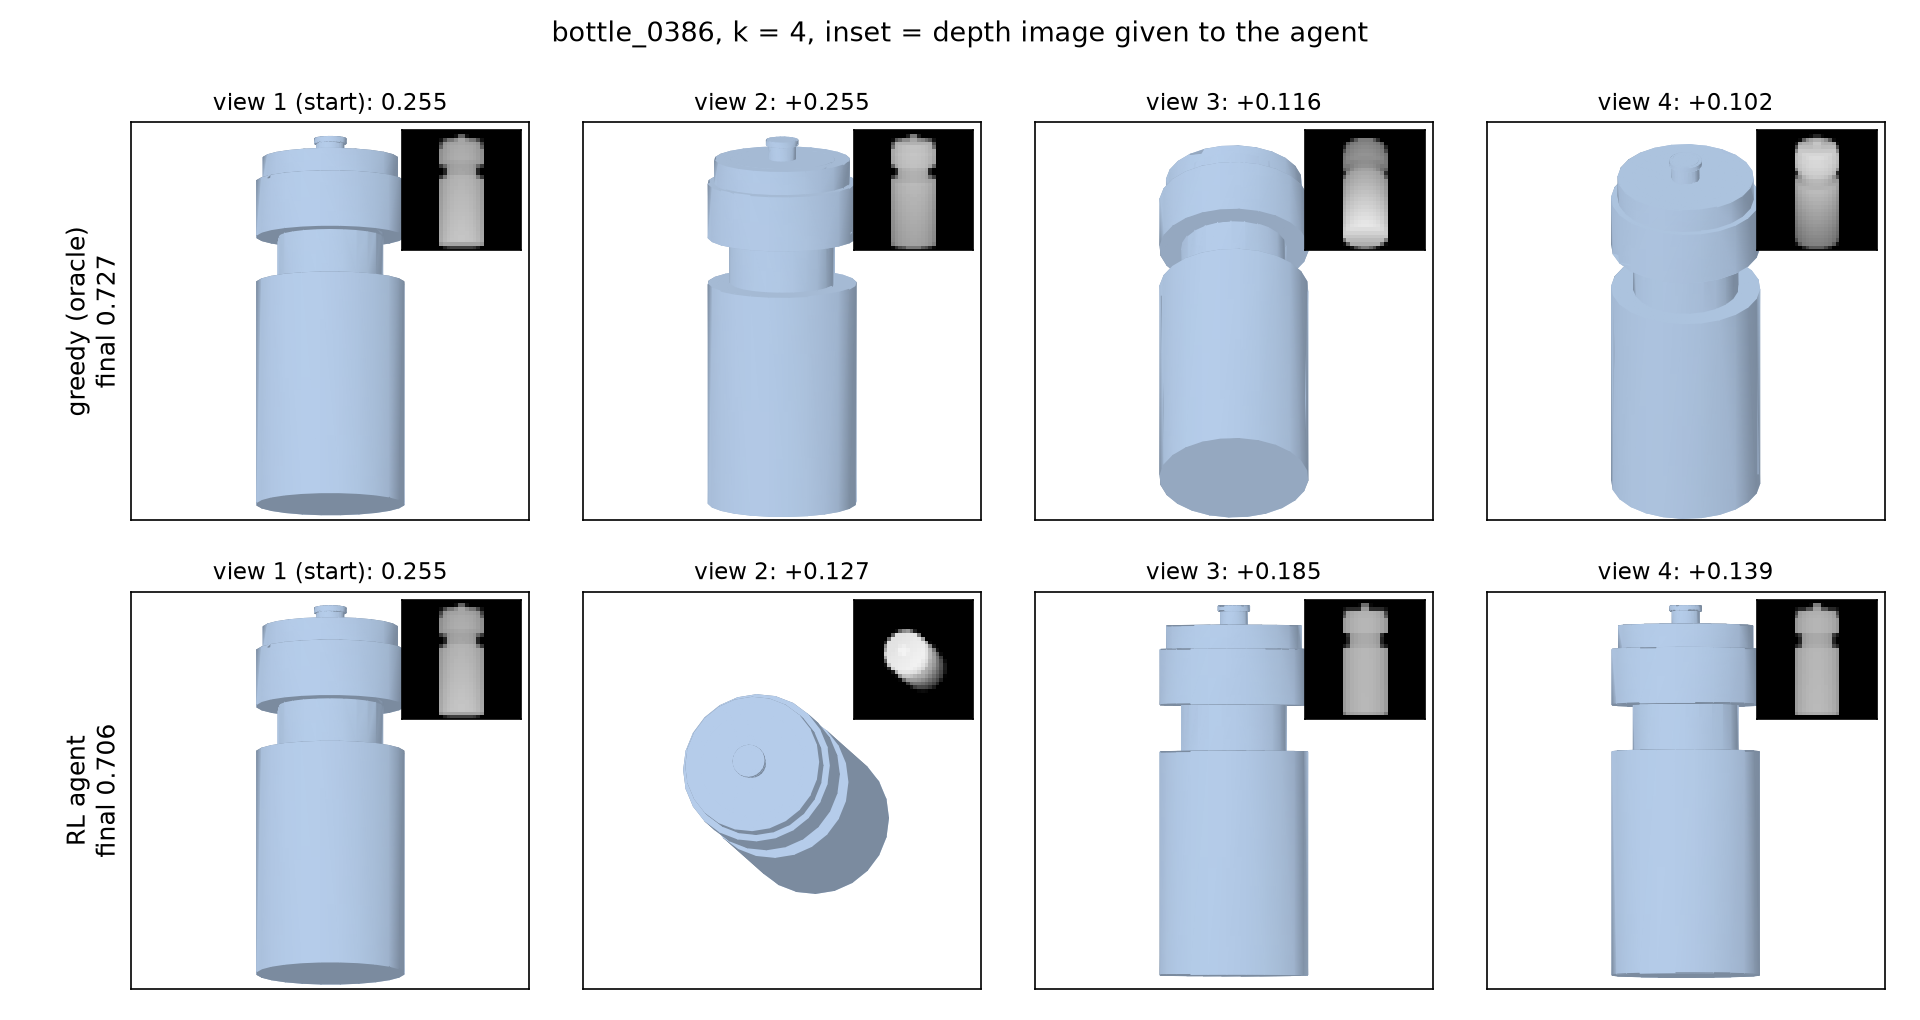 bottle_0386, k = 4, inset = depth image given to the agent
greedy (oracle)
final 0.727
view 1 (start): 0.255
view 2: +0.255
view 3: +0.116
view 4: +0.102
RL agent
final 0.706
view 1 (start): 0.255
view 2: +0.127
view 3: +0.185
view 4: +0.139